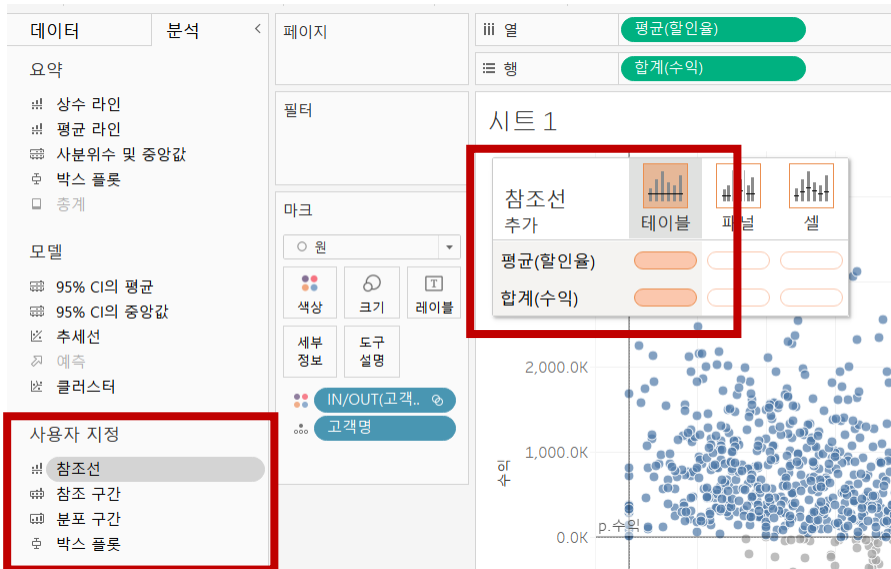 데이터
분석
요약
상수 라인
평균 라인
사분위수 및 중앙값
박스 플롯
총계
모델
95% CI의 평균
95% CI의 중앙값
추세선
예측
클러스터
사용자 지정
참조선
참조 구간
분포 구간
박스 플롯
페이지
필터
마크
원
색상
크기
레이블
세부
정보
도구
설명
IN/OUT(고객..
고객명
열
평균(할인율)
행
합계(수익)
시트 1
참조선
추가
테이블
패널
셀
평균(할인율)
합계(수익)
2,000.0K
1,000.0K
0.0K
수익
p.수익